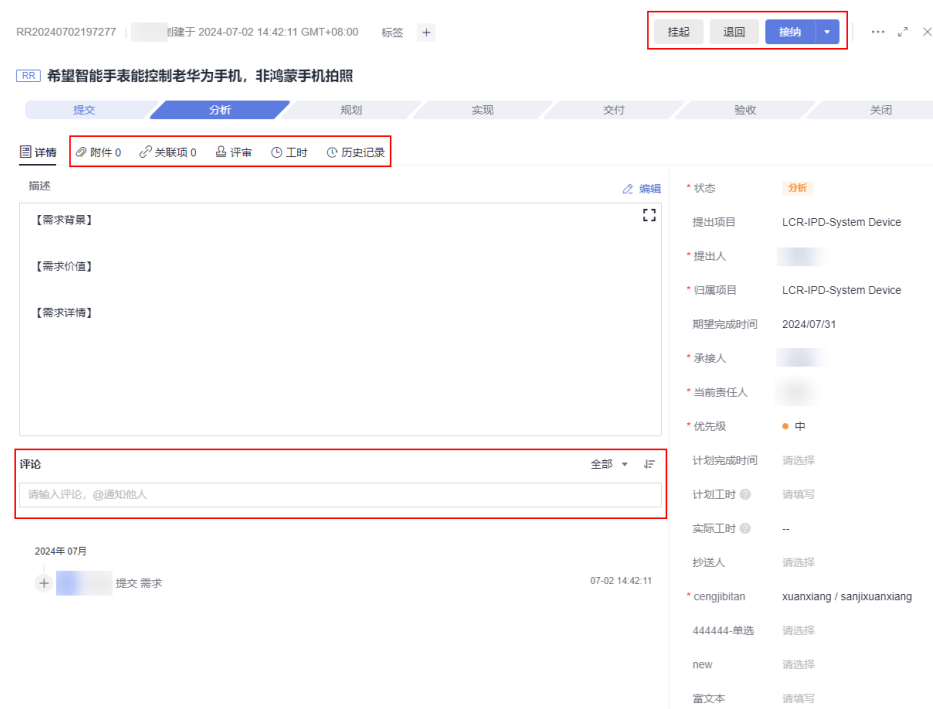 RR20240702197277 创建于 2024-07-02 14:42:11 GMT+08:00 标签 +
挂起 退回 接纳
RR 希望智能手表能控制老华为手机，非鸿蒙手机拍照
提交 分析 规划 实现 交付 验收 关闭
详情 附件 0 关联项 0 评审 工时 历史记录
描述 编辑
【需求背景】
【需求价值】
【需求详情】
评论 全部
请输入评论，@通知他人
2024年 07月
提交 需求 07-02 14:42:11
* 状态 分析
提出项目 LCR-IPD-System Device
* 提出人
* 归属项目 LCR-IPD-System Device
期望完成时间 2024/07/31
* 承接人
* 当前责任人
* 优先级 中
计划完成时间 请选择
计划工时 请填写
实际工时 --
抄送人 请选择
* cengjibitan xuanxiang / sanjixuanxiang
444444-单选 请选择
new 请选择
富文本 请填写